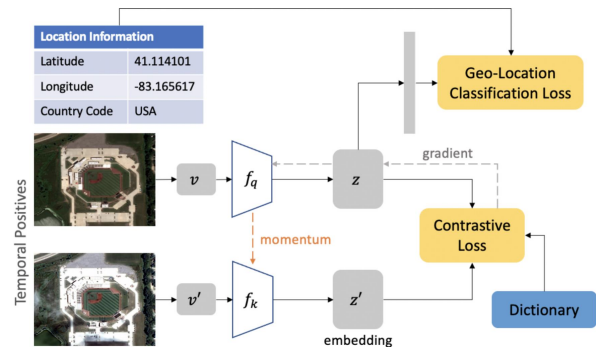 Location Information
Latitude 41.114101
Longitude -83.165617
Country Code USA
Geo-Location
Classification Loss
Temporal Positives
v
f_q
z
gradient
momentum
Contrastive
Loss
v'
f_k
z'
embedding
Dictionary